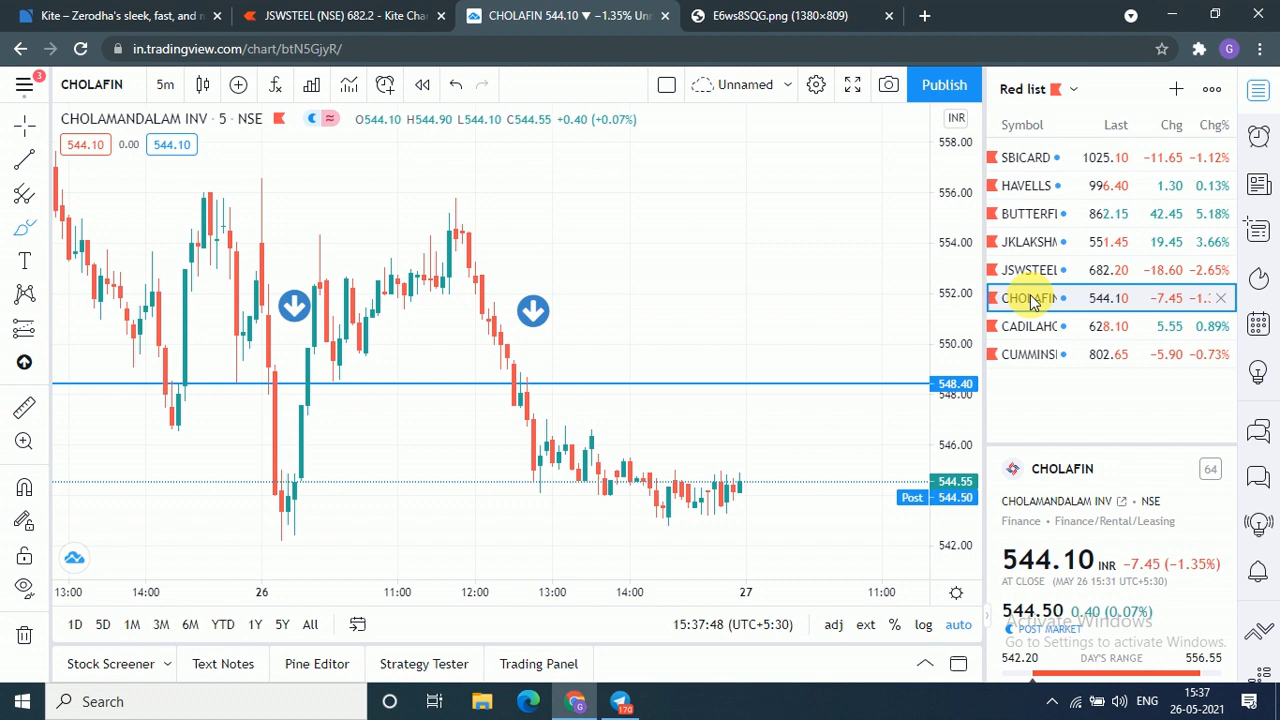 Kite – Zerodha's sleek, fast, and m
JSWSTEEL (NSE) 682.2 - Kite Char
CHOLAFIN 544.10 ▼ −1.35% Unn
E6ws8SQG.png (1380×809)
in.tradingview.com/chart/btN5GjyR/
G
3
CHOLAFIN
5m
Unnamed
Publish
Red list
CHOLAMANDALAM INV · 5 · NSE
O544.10 H544.90 L544.10 C544.55 +0.40 (+0.07%)
INR
544.10 0.00 544.10
Symbol Last Chg Chg%
SBICARD 1025.10 −11.65 −1.12%
HAVELLS 996.40 1.30 0.13%
BUTTERFL 862.15 42.45 5.18%
JKLAKSHM 551.45 19.45 3.66%
JSWSTEEL 682.20 −18.60 −2.65%
CHOLAFIN 544.10 −7.45 −1.
CADILAHC 628.10 5.55 0.89%
CUMMINSI 802.65 −5.90 −0.73%
558.00
556.00
554.00
552.00
550.00
548.40
548.00
546.00
544.55
Post 544.50
542.00
13:00 14:00 26 11:00 12:00 13:00 14:00 27 11:00
1D 5D 1M 3M 6M YTD 1Y 5Y All
15:37:48 (UTC+5:30) adj ext % log auto
Stock Screener Text Notes Pine Editor Strategy Tester Trading Panel
CHOLAFIN
64
CHOLAMANDALAM INV • NSE
Finance • Finance/Rental/Leasing
544.10 INR −7.45 (−1.35%)
AT CLOSE (MAY 26 15:31 UTC+5:30)
544.50 0.40 (0.07%)
POST MARKET
Activate Windows
Go to Settings to activate Windows.
542.20 DAY'S RANGE 556.55
Search
170
ENG
15:37
26-05-2021